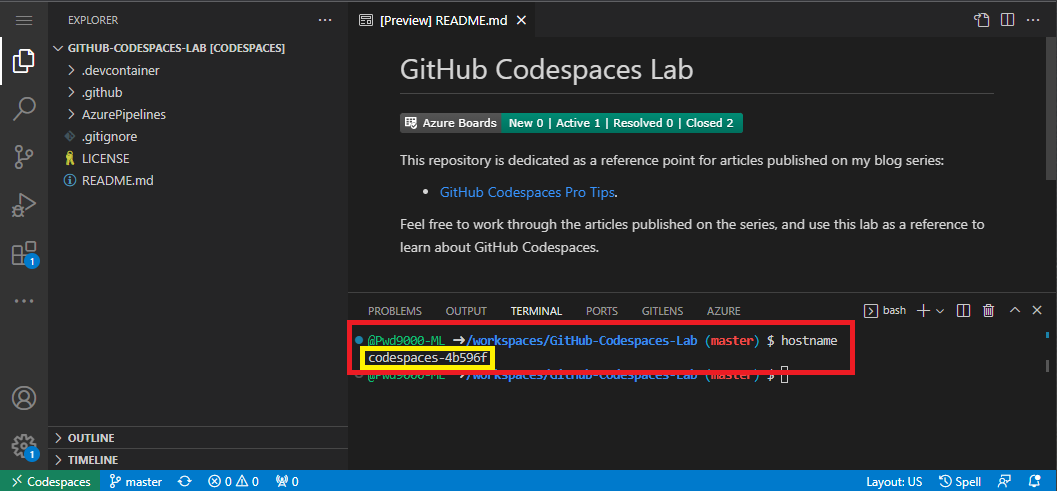 EXPLORER
GITHUB-CODESPACES-LAB [CODESPACES]
.devcontainer
.github
AzurePipelines
.gitignore
LICENSE
README.md
OUTLINE
TIMELINE
[Preview] README.md
GitHub Codespaces Lab
Azure Boards New 0 | Active 1 | Resolved 0 | Closed 2
This repository is dedicated as a reference point for articles published on my blog series:
• GitHub Codespaces Pro Tips.
Feel free to work through the articles published on the series, and use this lab as a reference to
learn about GitHub Codespaces.
PROBLEMS OUTPUT TERMINAL PORTS GITLENS AZURE bash
@Pwd9000-ML ➜/workspaces/GitHub-Codespaces-Lab (master) $ hostname
codespaces-4b596f
@Pwd9000-ML ➜/workspaces/GitHub-Codespaces-Lab (master) $
1
1
Codespaces master 0 0 0 Layout: US Spell